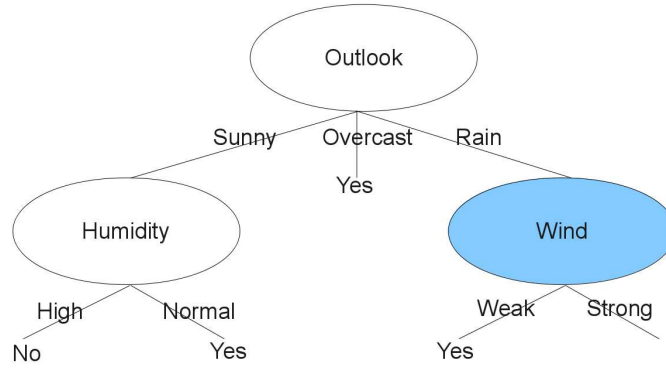 Outlook
Sunny Overcast Rain
Yes
Humidity Wind
High Normal Weak Strong
No Yes Yes